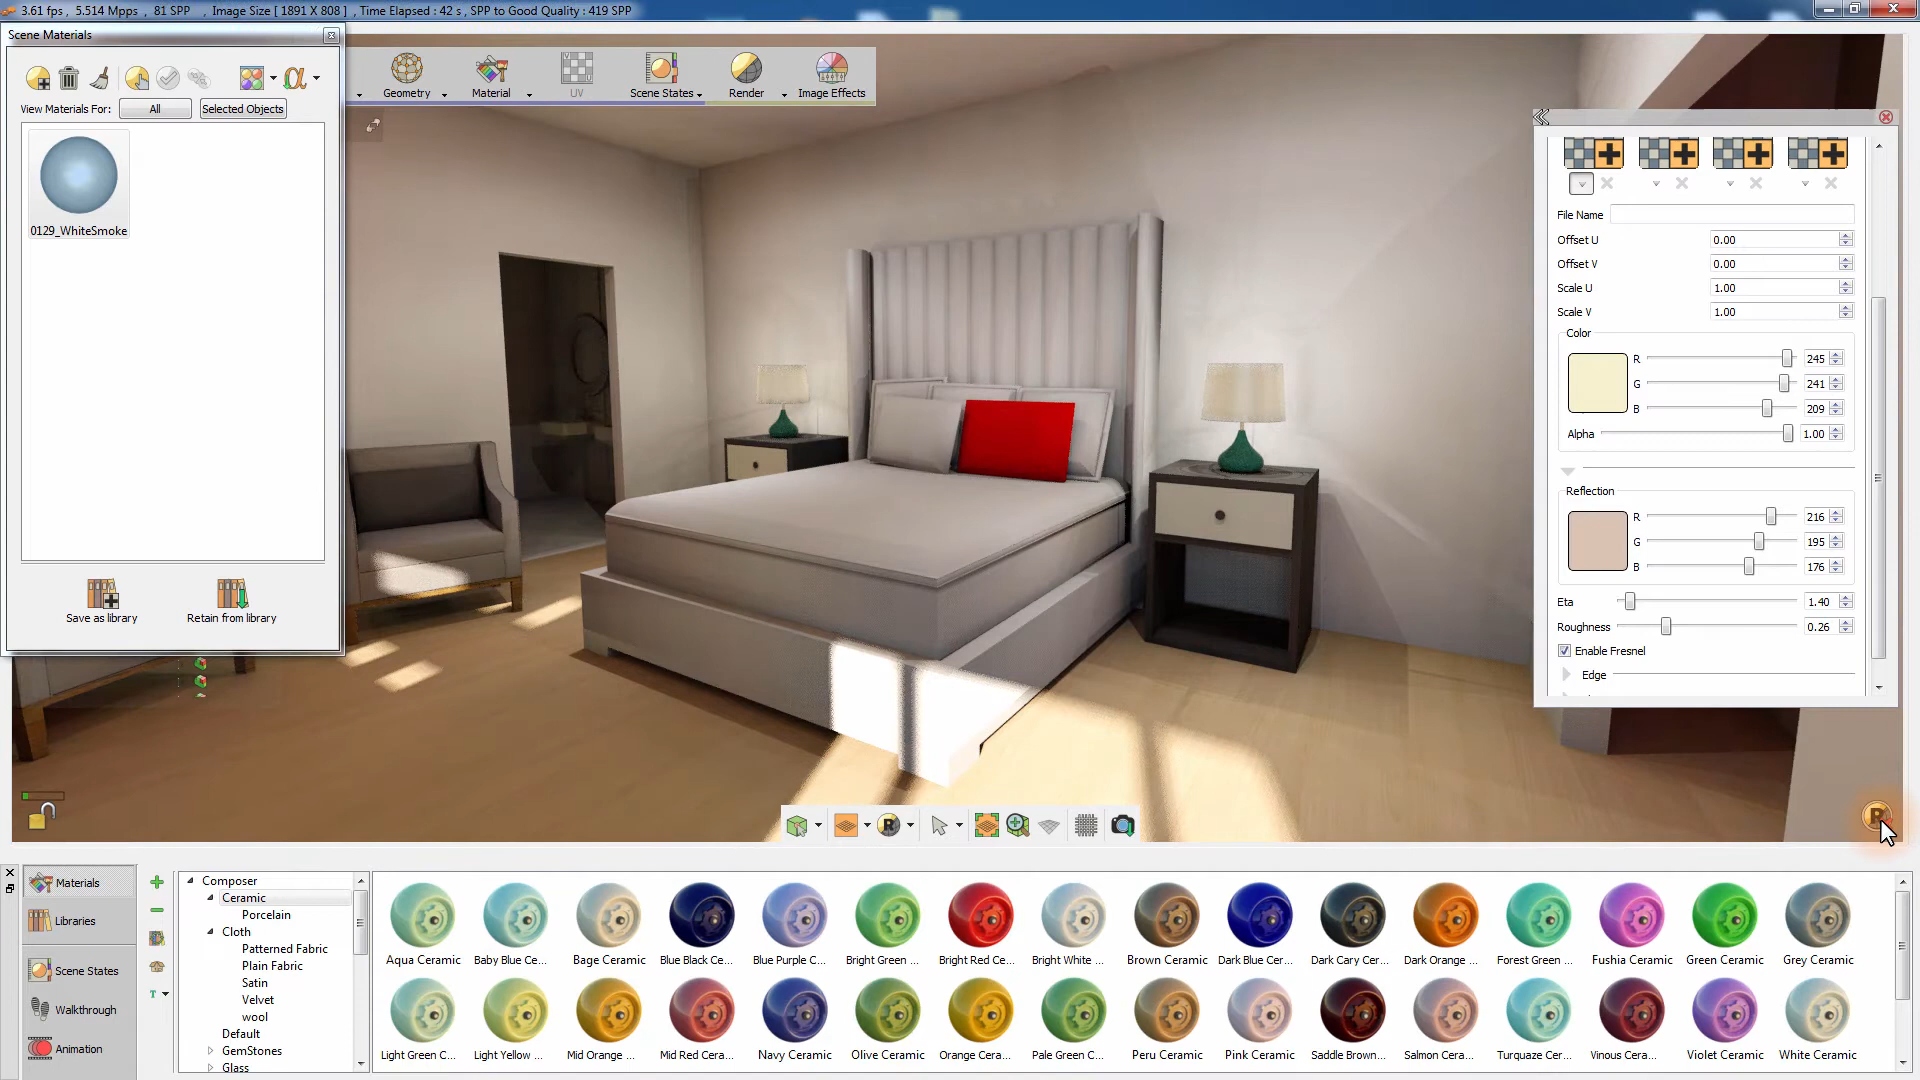 3.61 fps , 5.514 Mpps , 81 SPP , Image Size [ 1891 X 808 ] , Time Elapsed : 42 s , SPP to Good Quality : 419 SPP
Scene Materials
View Materials For: All Selected Objects
0129_WhiteSmoke
Save as library Retain from library
Geometry Material UV Scene States Render Image Effects
File Name
Offset U 0.00
Offset V 0.00
Scale U 1.00
Scale V 1.00
Color
R 245
G 241
B 209
Alpha 1.00
Reflection
R 216
G 195
B 176
Eta 1.40
Roughness 0.26
Enable Fresnel
Edge
Materials
Libraries
Scene States
Walkthrough
Animation
T
Composer
Ceramic
Porcelain
Cloth
Patterned Fabric
Plain Fabric
Satin
Velvet
wool
Default
GemStones
Glass
Aqua Ceramic Baby Blue Ce... Bage Ceramic Blue Black Ce... Blue Purple C... Bright Green ... Bright Red Ce... Bright White ... Brown Ceramic Dark Blue Cer... Dark Cary Cer... Dark Orange ... Forest Green ... Fushia Ceramic Green Ceramic Grey Ceramic
Light Green C... Light Yellow ... Mid Orange ... Mid Red Cera... Navy Ceramic Olive Ceramic Orange Cera... Pale Green C... Peru Ceramic Pink Ceramic Saddle Brown... Salmon Cera... Turquaze Cer... Vinous Cera... Violet Ceramic White Ceramic